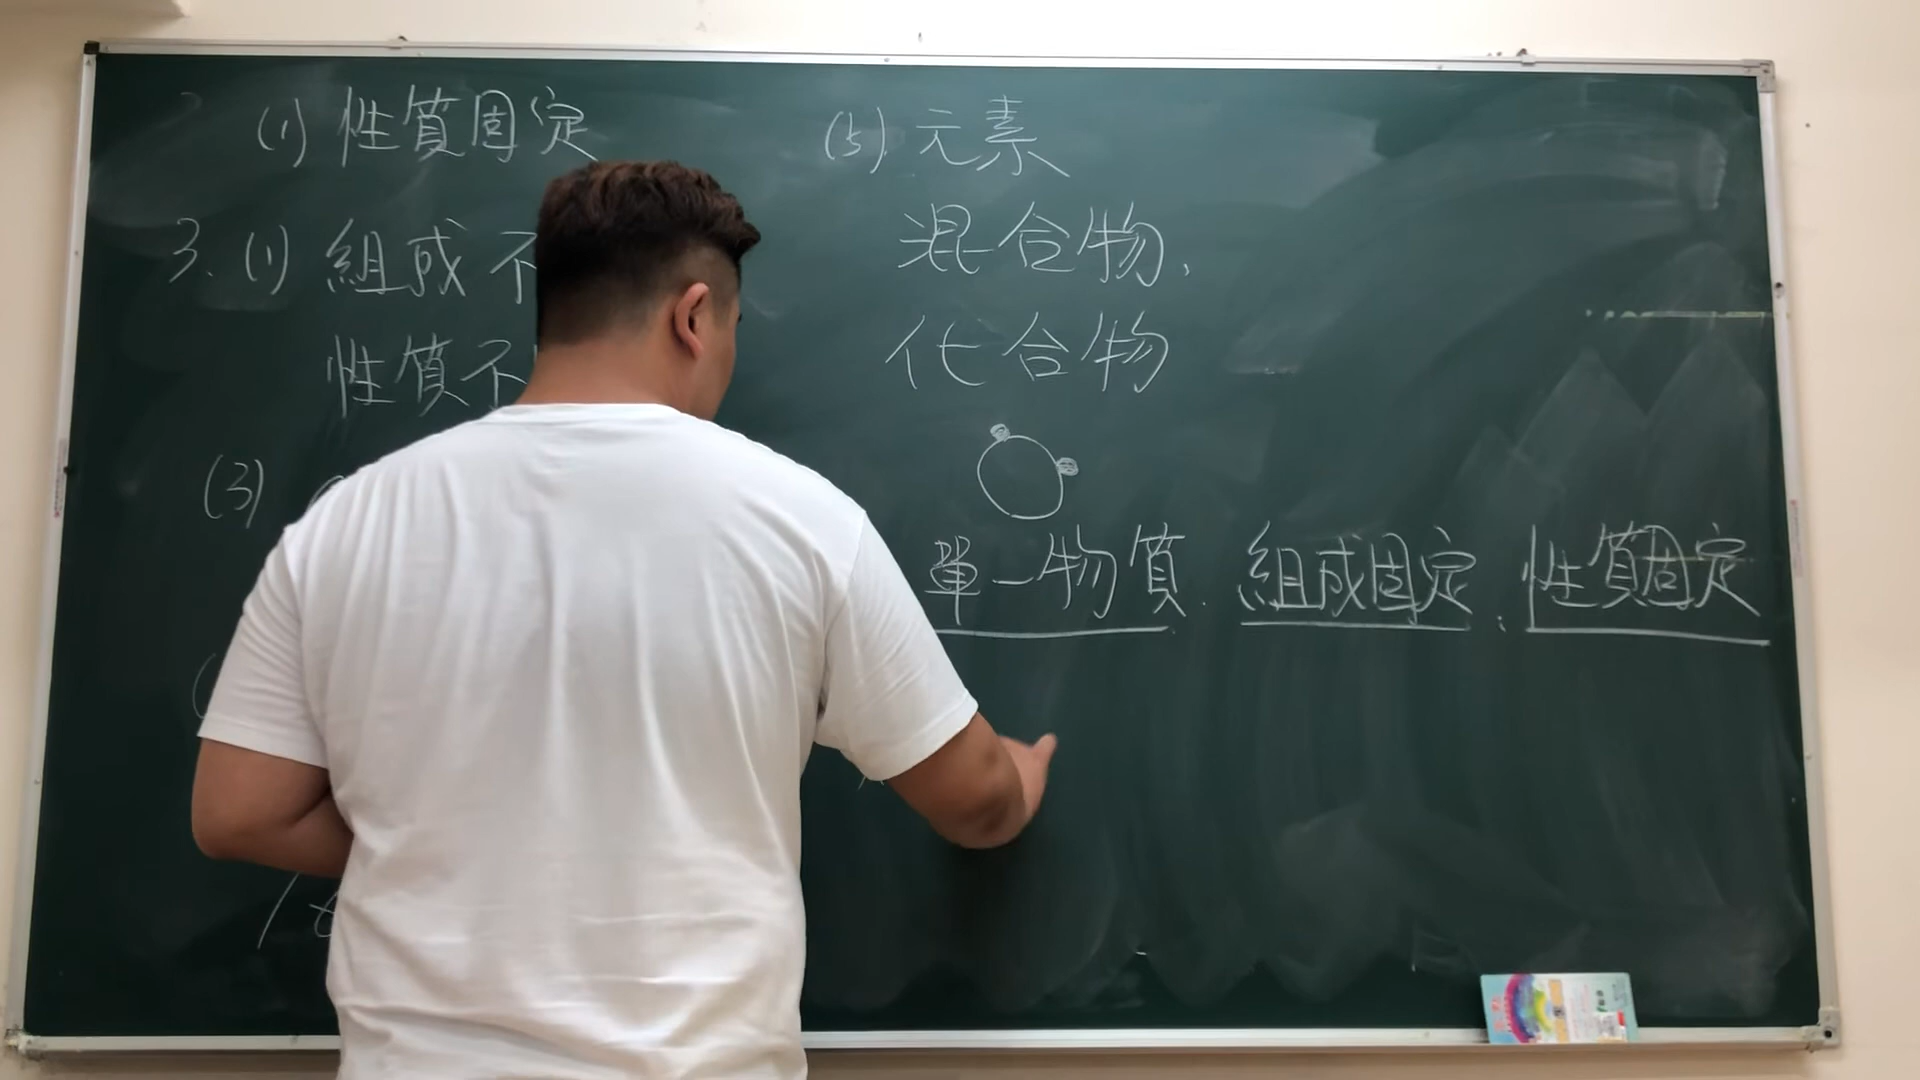 (1) 性質固定
3. (1) 組成不
性質不
(3)
(5) 元素
混合物、
化合物
單一物質. 組成固定、性質固定